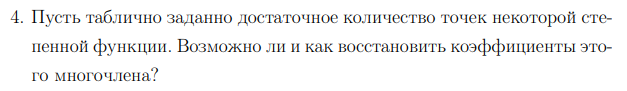 4. Пусть таблично заданно достаточное количество точек некоторой сте-
пенной функции. Возможно ли и как восстановить коэффициенты это-
го многочлена?